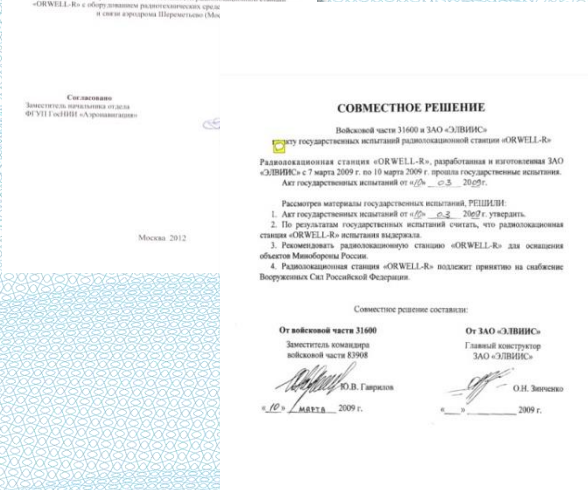 «ORWELL-R» с оборудованием радиотехнических
и связи аэродрома Шереметьево
Согласовано
Заместитель начальника отдела
ФГУП ГосНИИ «Аэронавигация»
Москва 2012
СОВМЕСТНОЕ РЕШЕНИЕ
Войсковой части 31600 и ЗАО «ЭЛВИИС»
акту государственных испытаний радиолокационной станции «ORWELL-R»
Радиолокационная станция «ORWELL-R», разработанная и изготовленная ЗАО
«ЭЛВИИС» с 7 марта 2009 г. по 10 марта 2009 г. прошла государственные испытания.
Акт государственных испытаний от «10» 03 2009г.
Рассмотрев материалы государственных испытаний, РЕШИЛИ:
1. Акт государственных испытаний от «10» 03 2009 г. утвердить.
2. По результатам государственных испытаний считать, что радиолокационная
станция «ORWELL-R» испытания выдержала.
3. Рекомендовать радиолокационную станцию «ORWELL-R» для оснащения
объектов Минобороны России.
4. Радиолокационная станция «ORWELL-R» подлежит принятию на снабжение
Вооруженных Сил Российской Федерации.
Совместное решение составили:
От войсковой части 31600
Заместитель командира
войсковой части 83908
Ю.В. Гаврилов
«10» марта 2009 г.
От ЗАО «ЭЛВИИС»
Главный конструктор
ЗАО «ЭЛВИИС»
О.Н. Зинченко
« » 2009 г.